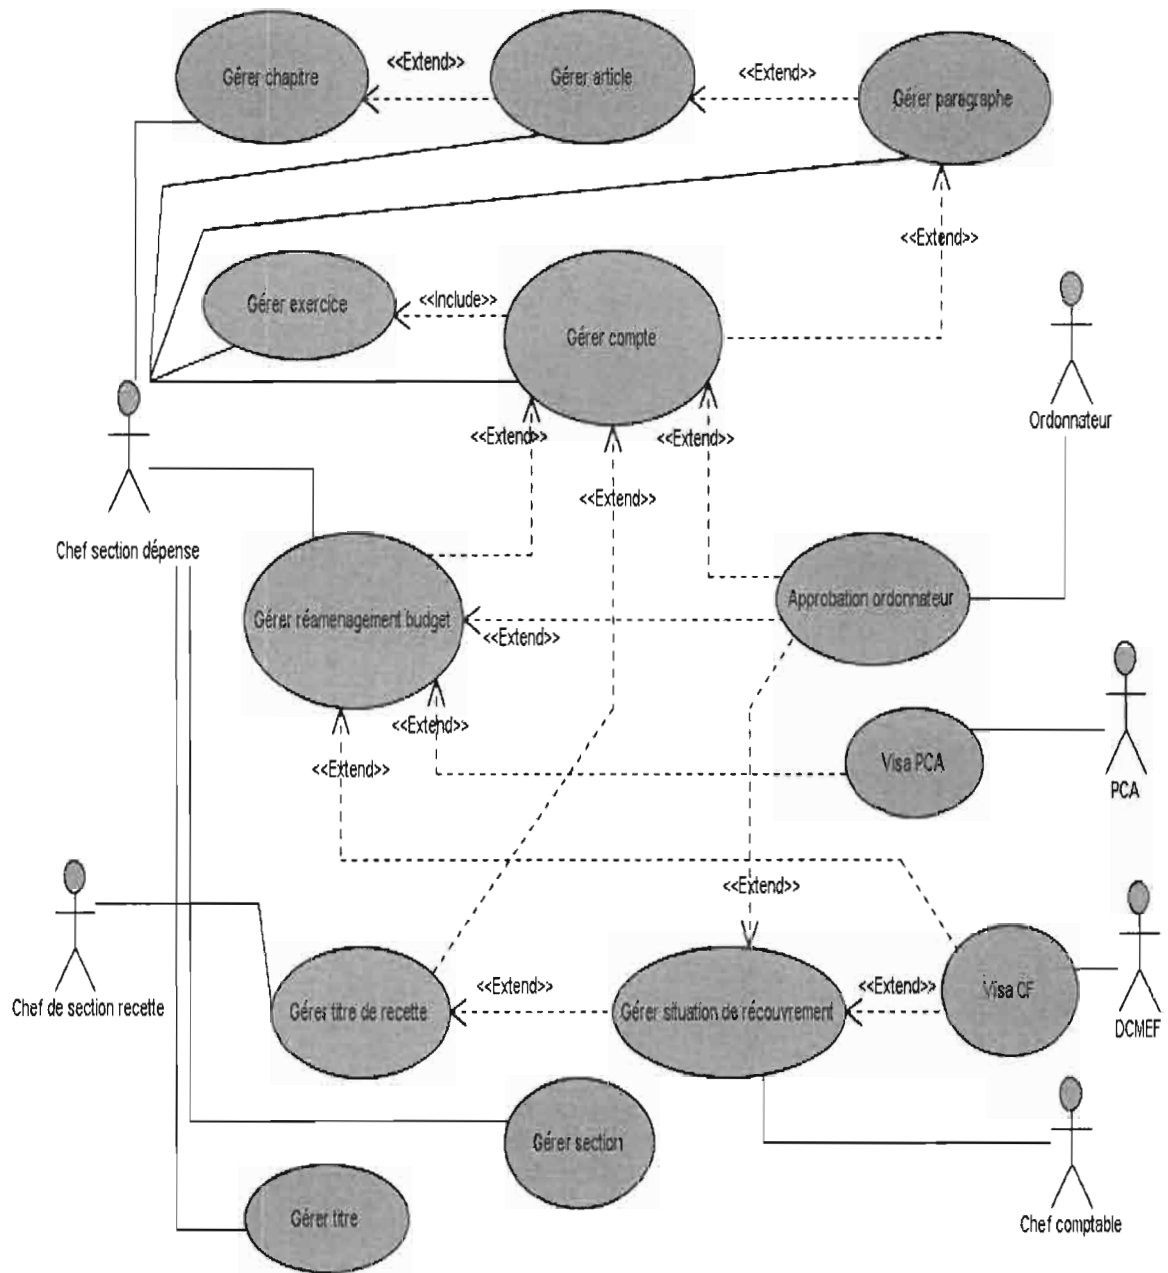 Gérer chapitre
<<Extend>>
Gérer article
<<Extend>>
Gérer paragraphe
<<Extend>>
Gérer exercice
<<Include>>
Gérer compte
Ordonnateur
<<Extend>>
<<Extend>>
<<Extend>>
Chef section dépense
Gérer réamenagement budget
<<Extend>>
Approbation ordonnateur
<<Extend>>
<<Extend>>
Visa PCA
PCA
<<Extend>>
Chef de section recette
Gérer titre de recette
<<Extend>>
Gérer situation de récouvrement
<<Extend>>
Visa CF
DCMEF
Gérer section
Gérer titre
Chef comptable